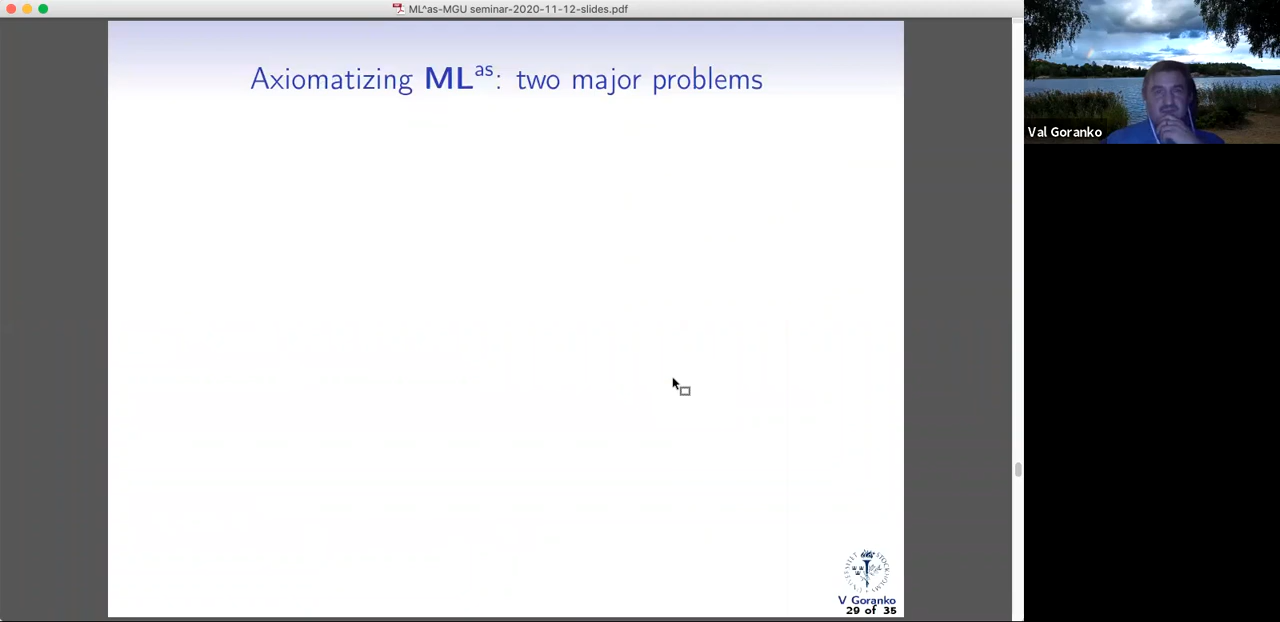 ML^as-MGU seminar-2020-11-12-slides.pdf
Axiomatizing ML^as: two major problems
Val Goranko
V Goranko
29 of 35